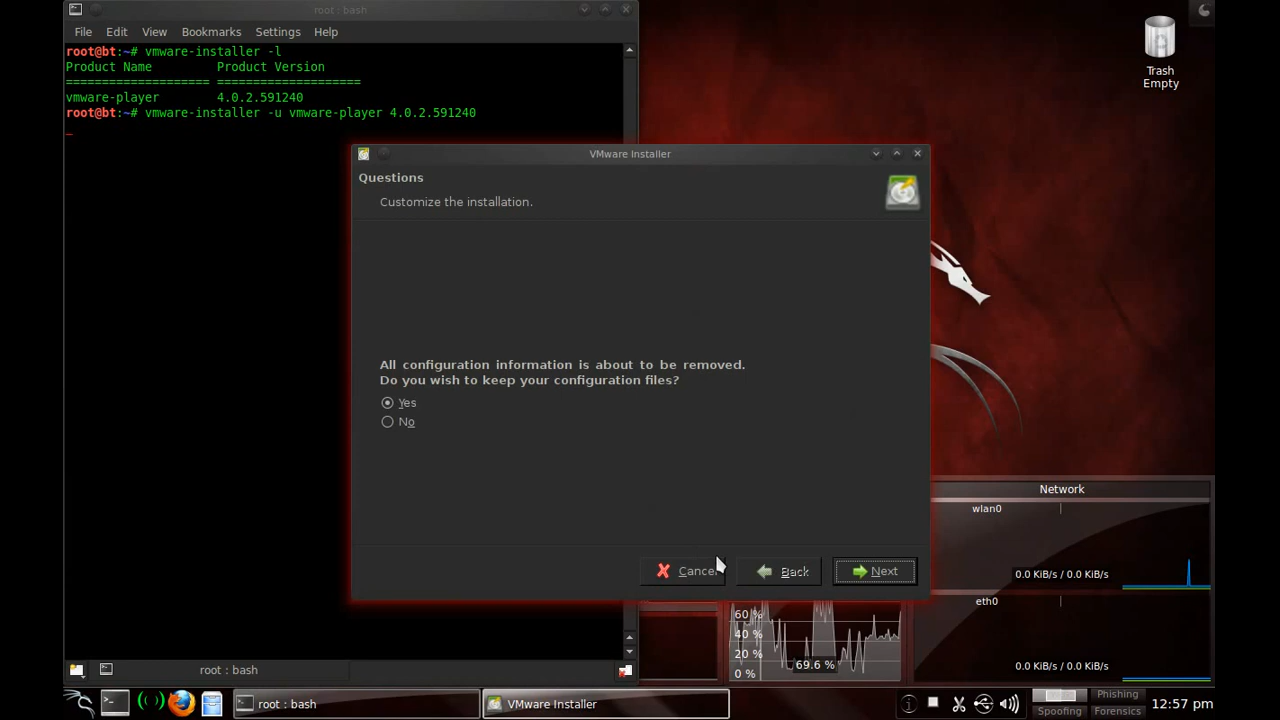 root : bash
File Edit View Bookmarks Settings Help
root@bt:~# vmware-installer -l
Product Name Product Version
==================== ====================
vmware-player 4.0.2.591240
root@bt:~# vmware-installer -u vmware-player 4.0.2.591240
Trash
Empty
VMware Installer
Questions
Customize the installation.
All configuration information is about to be removed.
Do you wish to keep your configuration files?
Yes
No
Cancel Back Next
Network
wlan0
0.0 KiB/s / 0.0 KiB/s
eth0
0.0 KiB/s / 0.0 KiB/s
60 %
40 %
20 %
0 %
69.6 %
root : bash
root : bash
VMware Installer
Phishing
Spoofing Forensics
12:57 pm